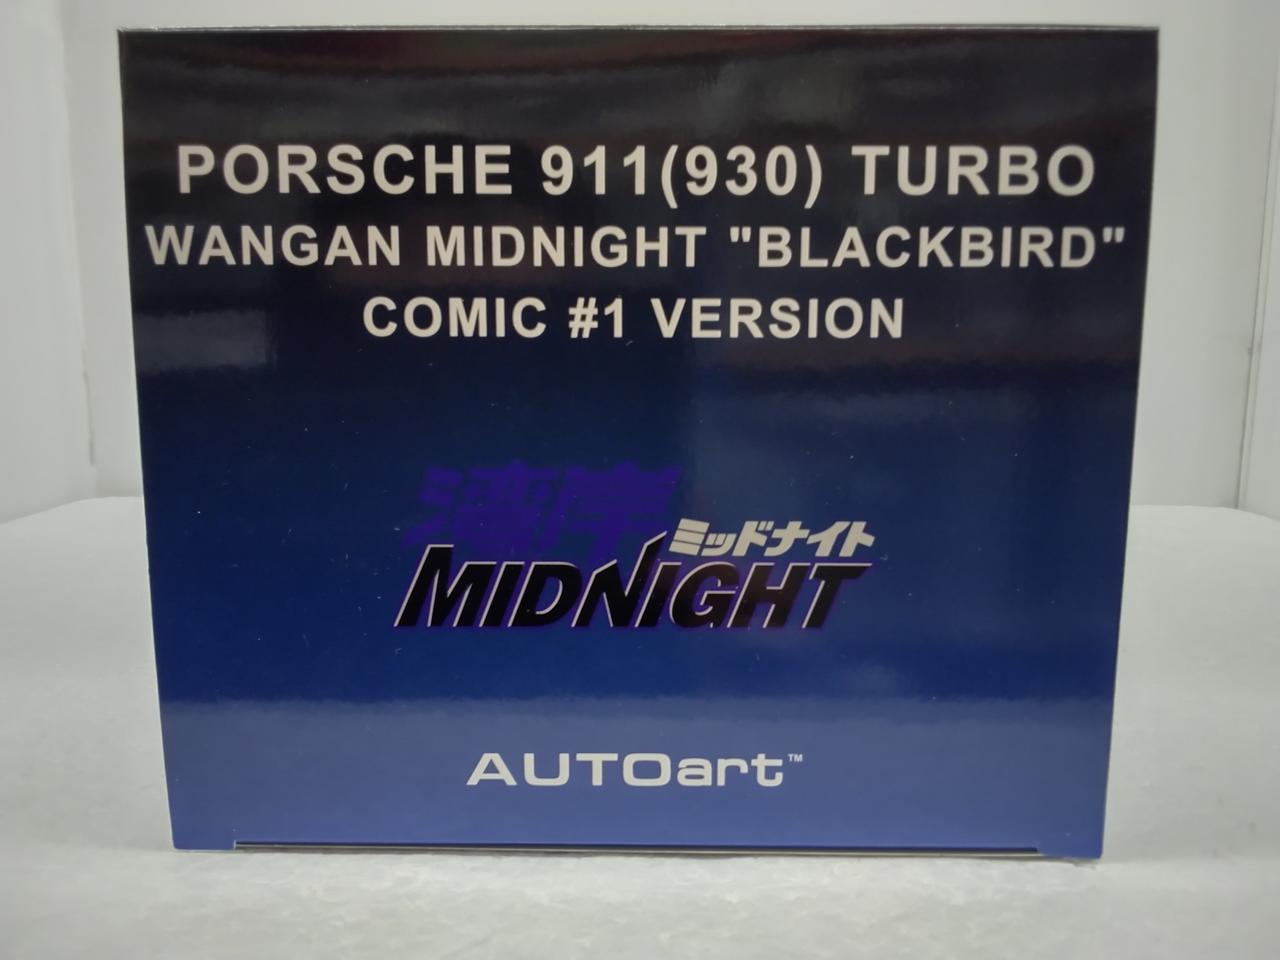 PORSCHE 911(930) TURBO
WANGAN MIDNIGHT "BLACKBIRD"
COMIC #1 VERSION
湾岸
ミッドナイト
MIDNIGHT
AUTOart™